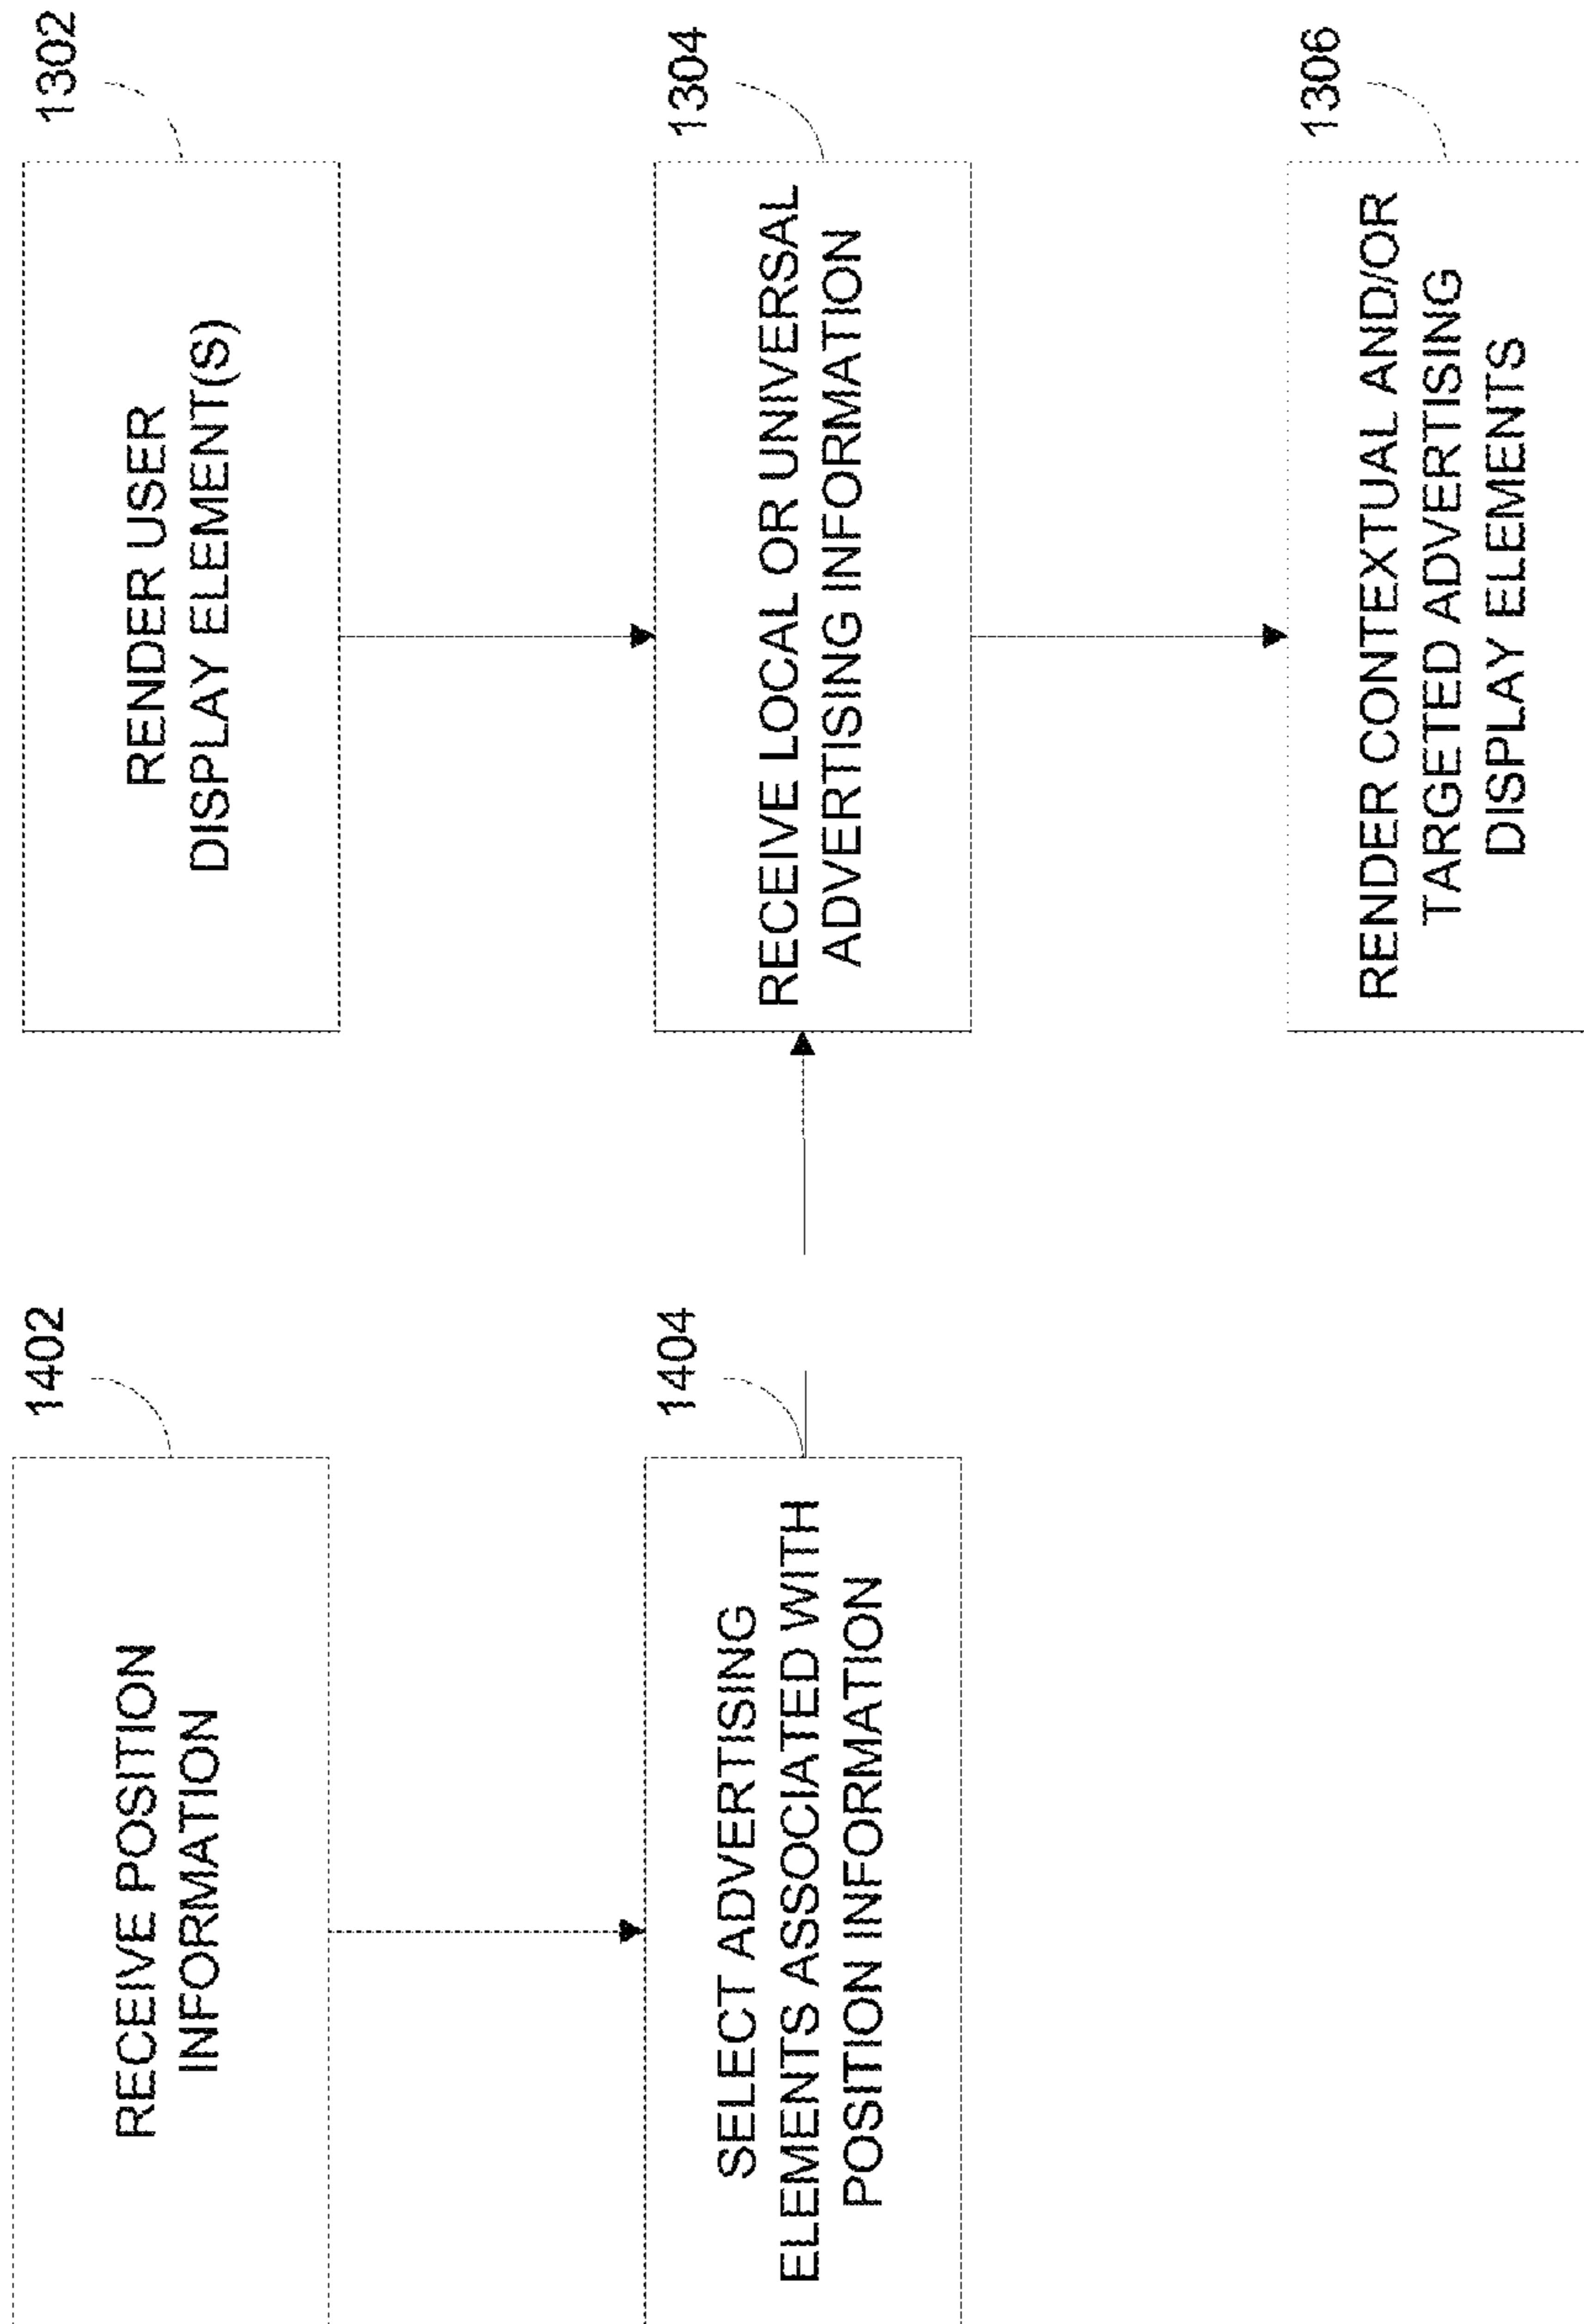 1402
RECEIVE POSITION
INFORMATION
1404
SELECT ADVERTISING
ELEMENTS ASSOCIATED WITH
POSITION INFORMATION
1302
RENDER USER
DISPLAY ELEMENT(S)
1304
RECEIVE LOCAL OR UNIVERSAL
ADVERTISING INFORMATION
1306
RENDER CONTEXTUAL AND/OR
TARGETED ADVERTISING
DISPLAY ELEMENTS